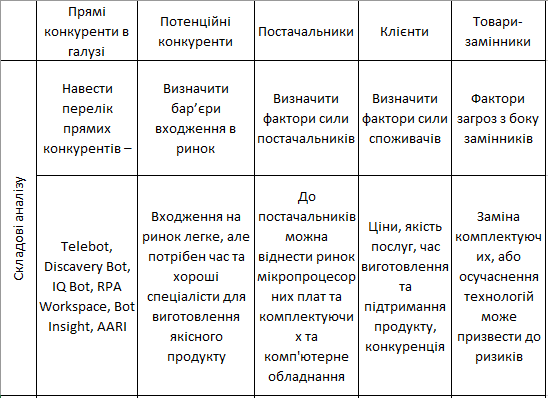 Прямі
конкуренти в
галузі
Потенційні
конкуренти
Постачальники
Клієнти
Товари-
замінники
Складові аналізу
Навести
перелік
прямих
конкурентів –
Визначити
бар’єри
входження в
ринок
Визначити
фактори сили
постачальників
Визначити
фактори сили
споживачів
Фактори
загроз з боку
замінників
Telebot,
Discavery Bot,
IQ Bot, RPA
Workspace, Bot
Insight, AARI
Входження на
ринок легке, але
потрібен час та
хороші
спеціалісти для
виготовлення
якісного
продукту
До
постачальників
можна
віднести ринок
мікропроцесор
них плат та
комплектуючи
х та
комп'ютерне
обладнання
Ціни, якість
послуг, час
виготовлення
та
підтримання
продукту,
конкуренція
Заміна
комплектуюч
их, або
осучаснення
технологій
може
призвести до
ризиків